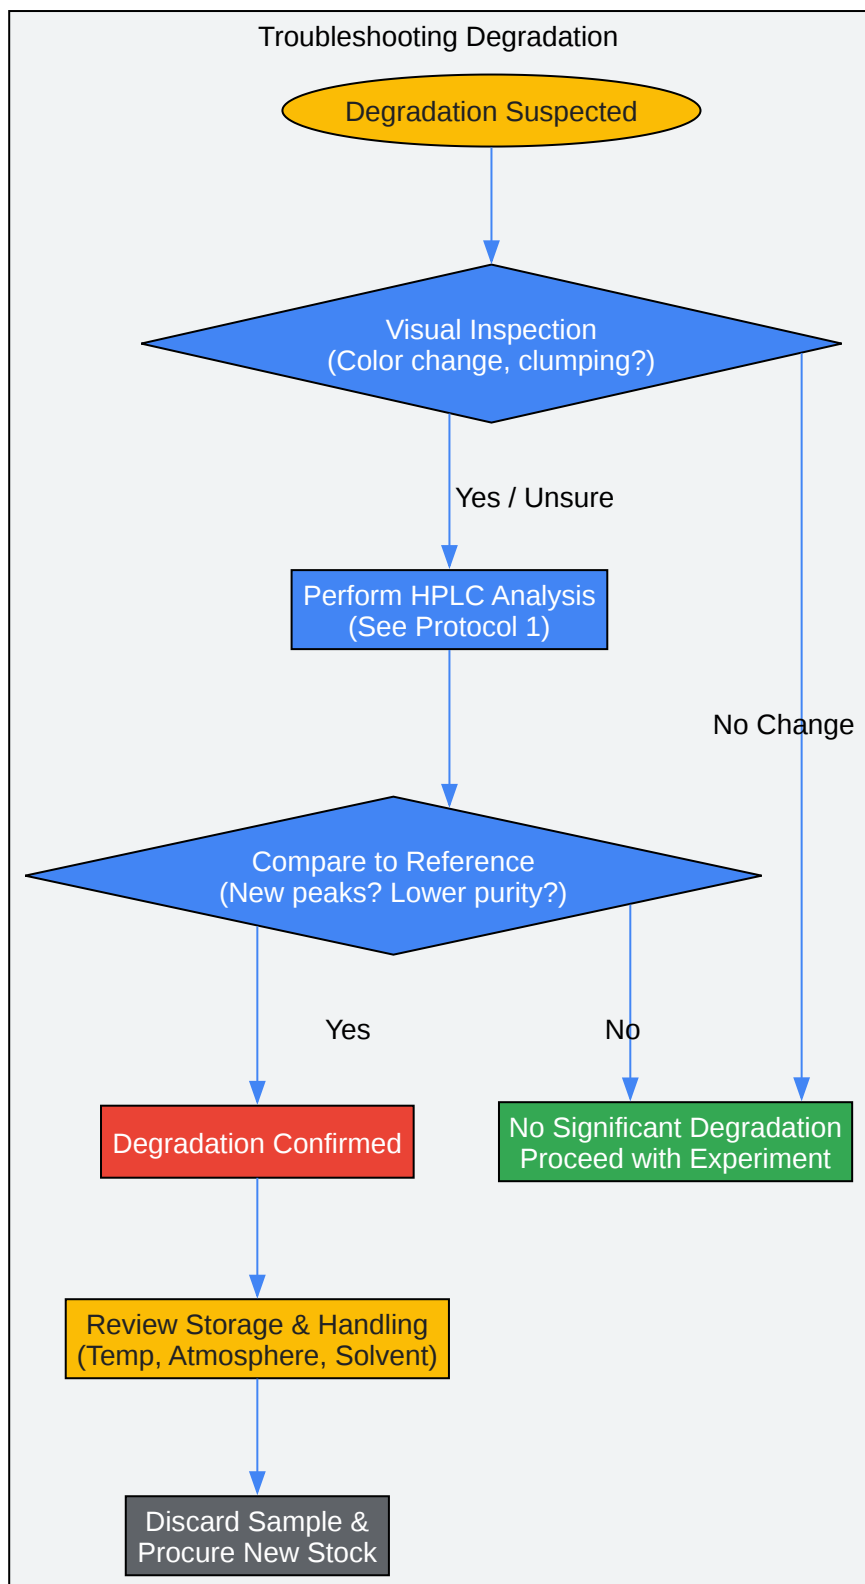 Troubleshooting Degradation
Degradation Suspected
Visual Inspection
(Color change, clumping?)
Yes / Unsure
Perform HPLC Analysis
(See Protocol 1)
No Change
Compare to Reference
(New peaks? Lower purity?)
Yes
No
Degradation Confirmed
No Significant Degradation
Proceed with Experiment
Review Storage & Handling
(Temp, Atmosphere, Solvent)
Discard Sample &
Procure New Stock